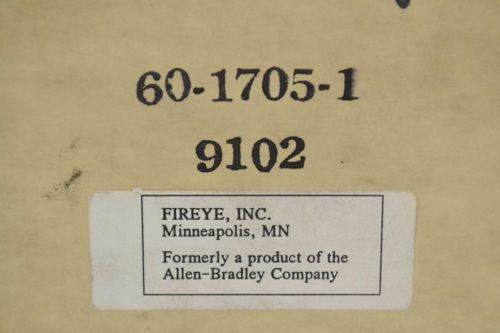 60-1705-1
9102
FIREYE, INC.
Minneapolis, MN
Formerly a product of the
Allen-Bradley Company